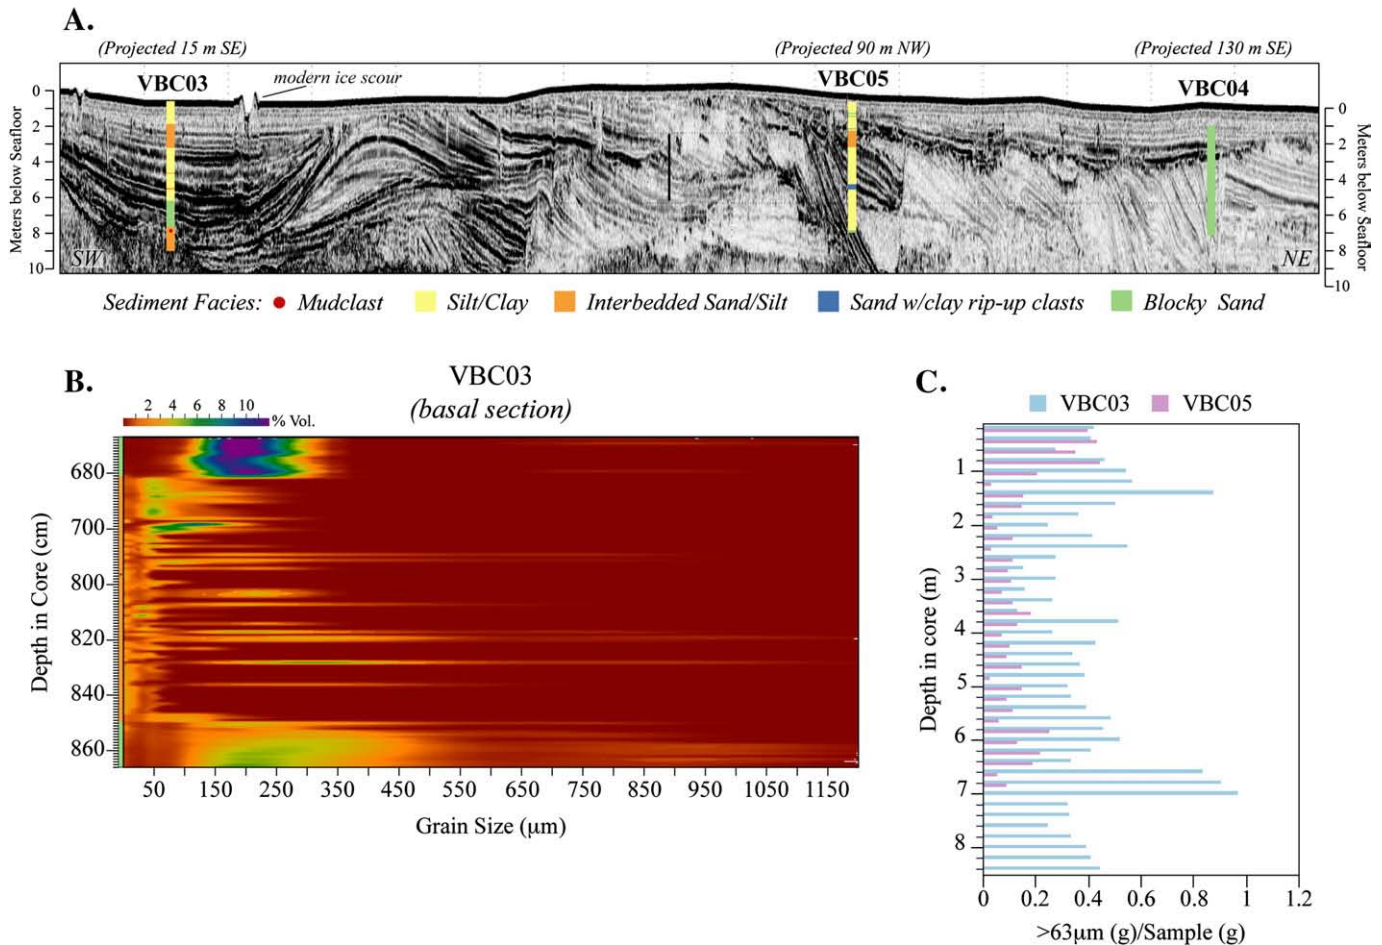 A.
(Projected 15 m SE)
(Projected 90 m NW)
(Projected 130 m SE)
VBC03
modern ice scour
VBC05
VBC04
Meters below Seafloor
0
2
4
6
8
10
SW
NE
0
2
4
6
8
10
Meters below Seafloor
Sediment Facies:
Mudclast
Silt/Clay
Interbedded Sand/Silt
Sand w/clay rip-up clasts
Blocky Sand
B.
VBC03
(basal section)
2 4 6 8 10
% Vol.
Depth in Core (cm)
680
700
800
820
840
860
50 150 250 350 450 550 650 750 850 950 1050 1150
Grain Size (μm)
C.
VBC03
VBC05
Depth in core (m)
1
2
3
4
5
6
7
8
0 0.2 0.4 0.6 0.8 1 1.2
>63μm (g)/Sample (g)